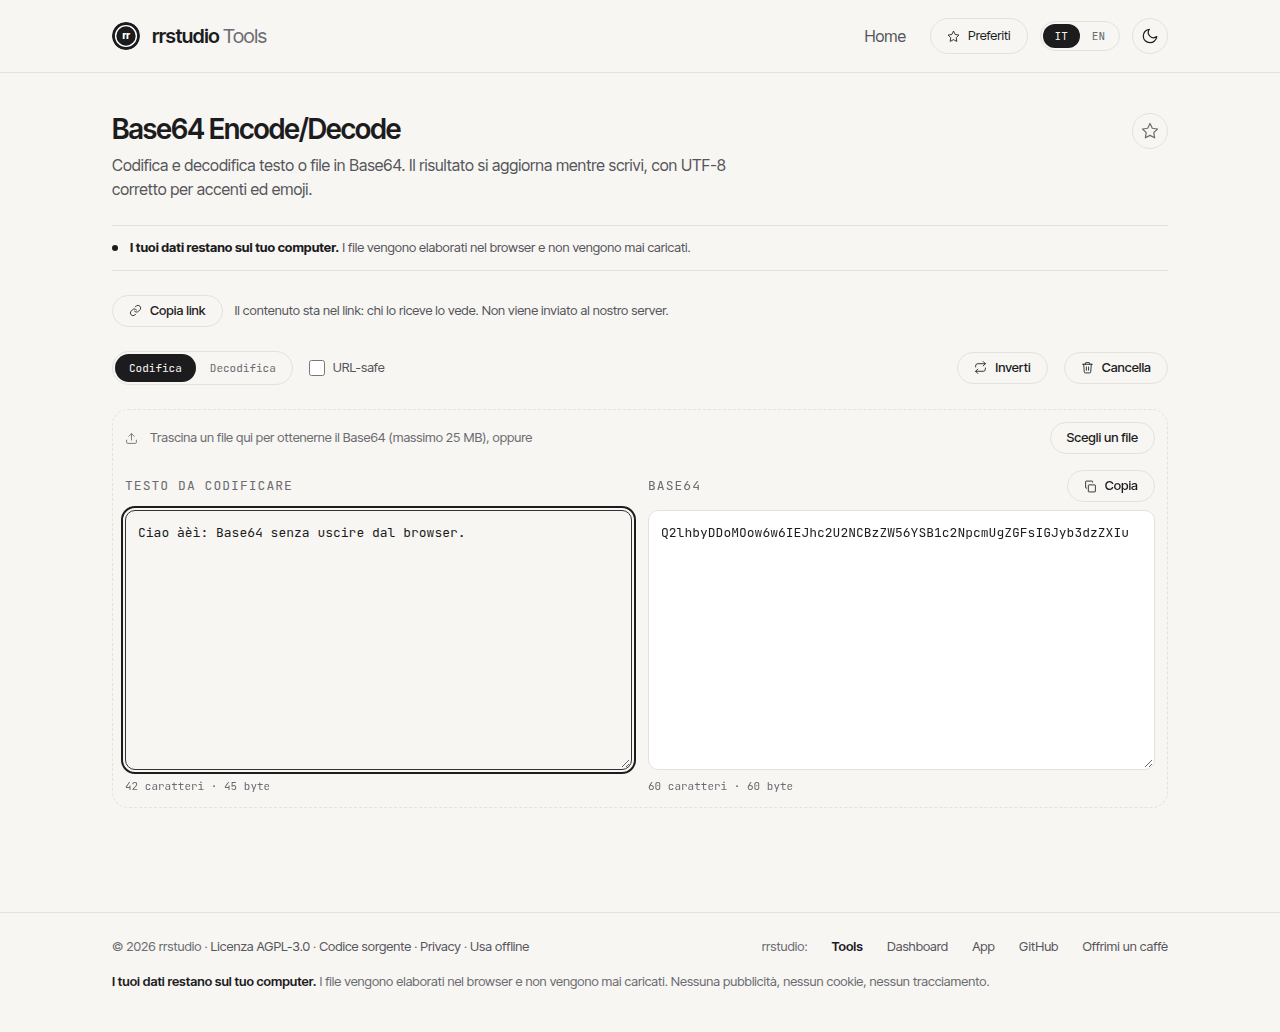 rr rrstudio Tools
Home
Preferiti
IT EN
Base64 Encode/Decode
Codifica e decodifica testo o file in Base64. Il risultato si aggiorna mentre scrivi, con UTF-8
corretto per accenti ed emoji.
I tuoi dati restano sul tuo computer. I file vengono elaborati nel browser e non vengono mai caricati.
Copia link Il contenuto sta nel link: chi lo riceve lo vede. Non viene inviato al nostro server.
Codifica Decodifica URL-safe Inverti Cancella
Trascina un file qui per ottenerne il Base64 (massimo 25 MB), oppure Scegli un file
TESTO DA CODIFICARE
BASE64 Copia
Ciao àèì: Base64 senza uscire dal browser.
Q2lhbyDDoMOow6w6IEJhc2U2NCBzZW56YSB1c2NpcmUgZGFsIGJyb3dzZXIu
42 caratteri · 45 byte
60 caratteri · 60 byte
© 2026 rrstudio · Licenza AGPL-3.0 · Codice sorgente · Privacy · Usa offline
rrstudio: Tools Dashboard App GitHub Offrimi un caffè
I tuoi dati restano sul tuo computer. I file vengono elaborati nel browser e non vengono mai caricati. Nessuna pubblicità, nessun cookie, nessun tracciamento.